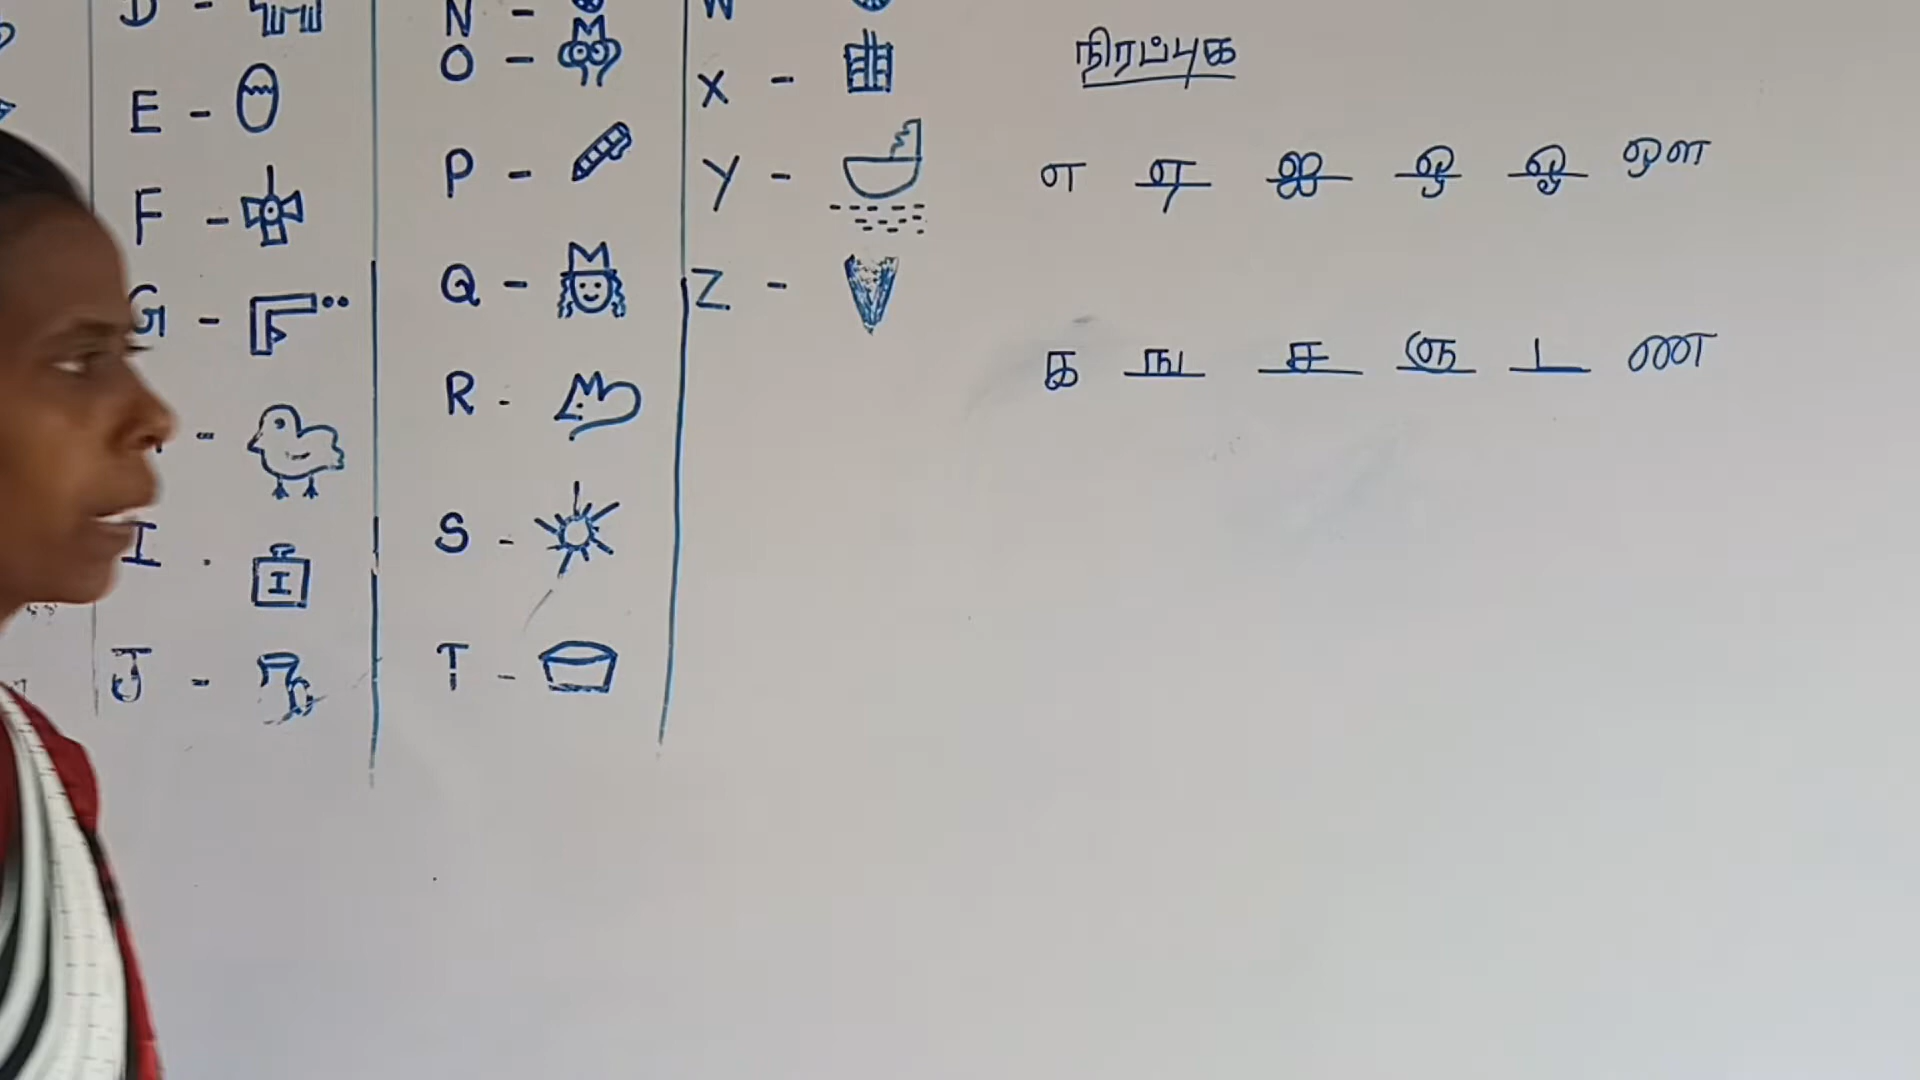 D -
E -
F -
G -
-
I .
J -
N -
O -
P -
Q -
R -
S -
T -
W
X -
Y -
Z -
நிரப்புக
எ ஏ ஐ ஒ ஓ ஔ
க ங ச ஞ ட ண